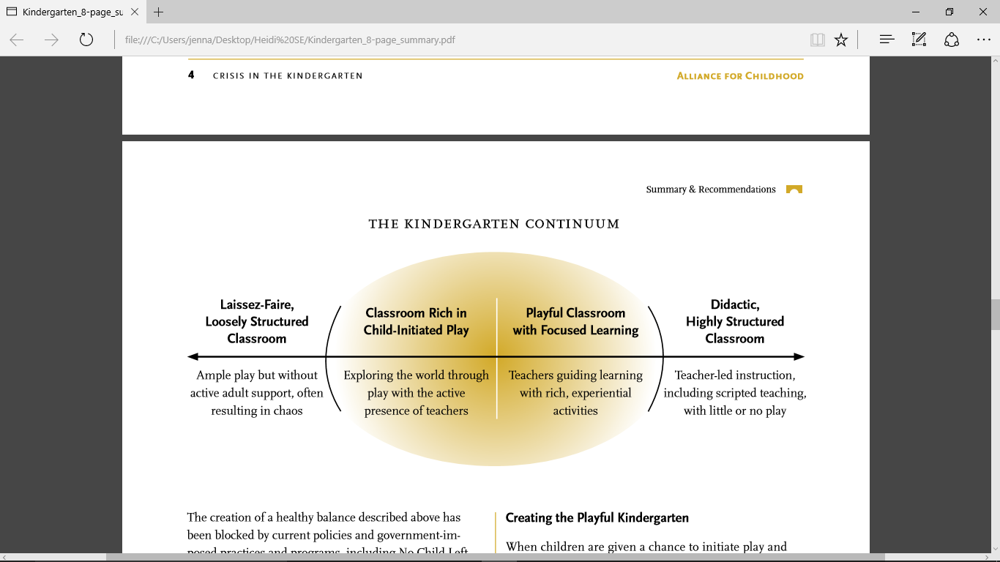 Kindergarten_8-page_su
file:///C:/Users/jenna/Desktop/Heidi%20SE/Kindergarten_8-page_summary.pdf
4 CRISIS IN THE KINDERGARTEN
ALLIANCE FOR CHILDHOOD
Summary & Recommendations
THE KINDERGARTEN CONTINUUM
Laissez-Faire,
Loosely Structured
Classroom
Ample play but without
active adult support, often
resulting in chaos
Classroom Rich in
Child-Initiated Play
Exploring the world through
play with the active
presence of teachers
Playful Classroom
with Focused Learning
Teachers guiding learning
with rich, experiential
activities
Didactic,
Highly Structured
Classroom
Teacher-led instruction,
including scripted teaching,
with little or no play
The creation of a healthy balance described above has
been blocked by current policies and government-im-
posed practices and programs, including No Child Left
Creating the Playful Kindergarten
When children are given a chance to initiate play and